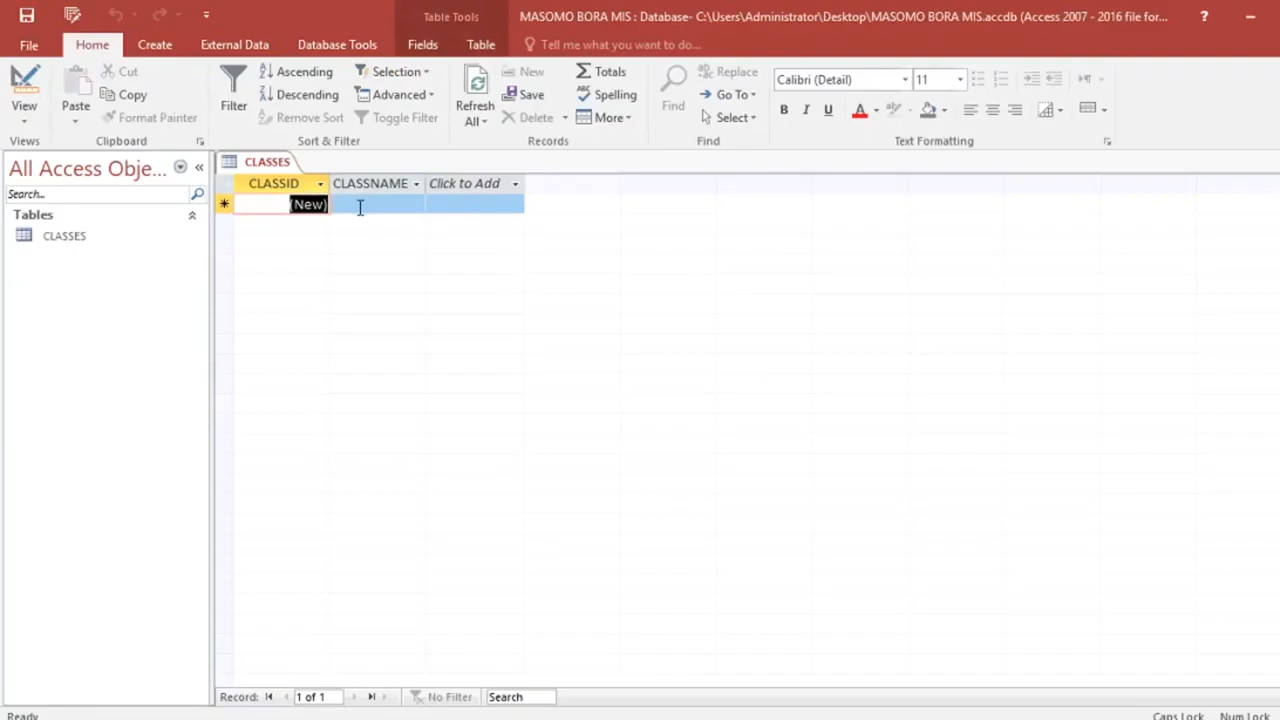 Table Tools
MASOMO BORA MIS : Database- C:\Users\Administrator\Desktop\MASOMO BORA MIS.accdb (Access 2007 - 2016 file for...
?
File
Home
Create
External Data
Database Tools
Fields
Table
Tell me what you want to do...
View
Views
Paste
Cut
Copy
Format Painter
Clipboard
Filter
Ascending
Descending
Remove Sort
Selection
Advanced
Toggle Filter
Sort & Filter
Refresh
All
New
Save
Delete
Totals
Spelling
More
Records
Find
Replace
Go To
Select
Find
Calibri (Detail)
11
B I U
A
Text Formatting
All Access Obje...
Search...
Tables
CLASSES
CLASSES
CLASSID CLASSNAME Click to Add
(New)
Record: 1 of 1 No Filter Search
Ready
Caps Lock Num Lock